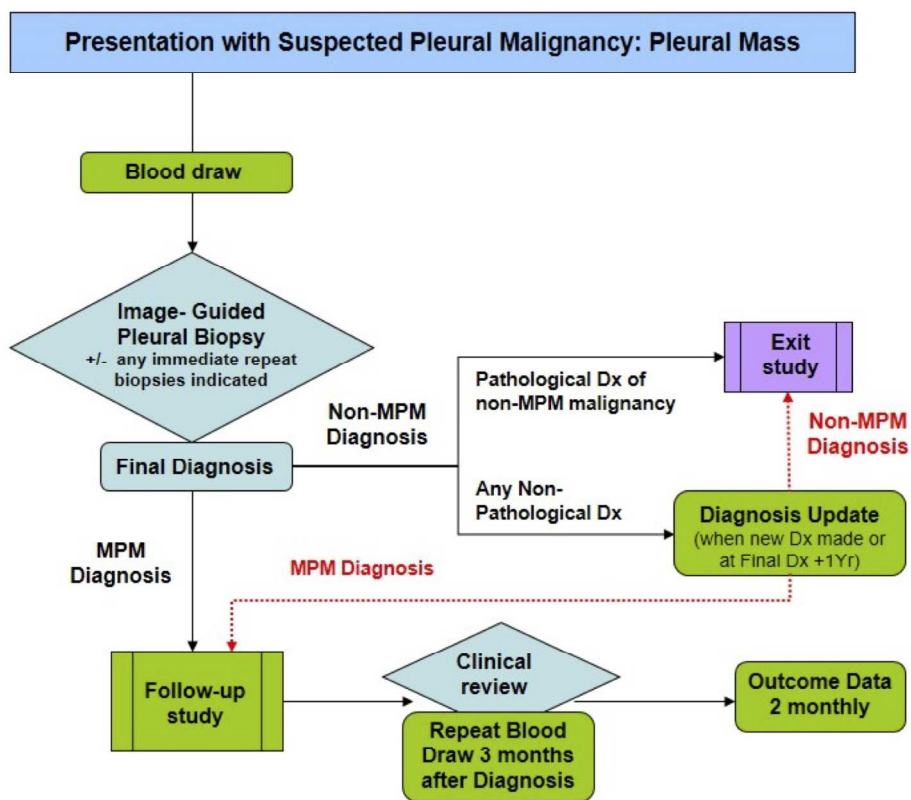 Presentation with Suspected Pleural Malignancy: Pleural Mass
Blood draw
Image- Guided
Pleural Biopsy
+/- any immediate repeat
biopsies indicated
Final Diagnosis
Non-MPM
Diagnosis
Pathological Dx of
non-MPM malignancy
Exit
study
Non-MPM
Diagnosis
Any Non-
Pathological Dx
Diagnosis Update
(when new Dx made or
at Final Dx +1Yr)
MPM
Diagnosis
MPM Diagnosis
Follow-up
study
Clinical
review
Repeat Blood
Draw 3 months
after Diagnosis
Outcome Data
2 monthly